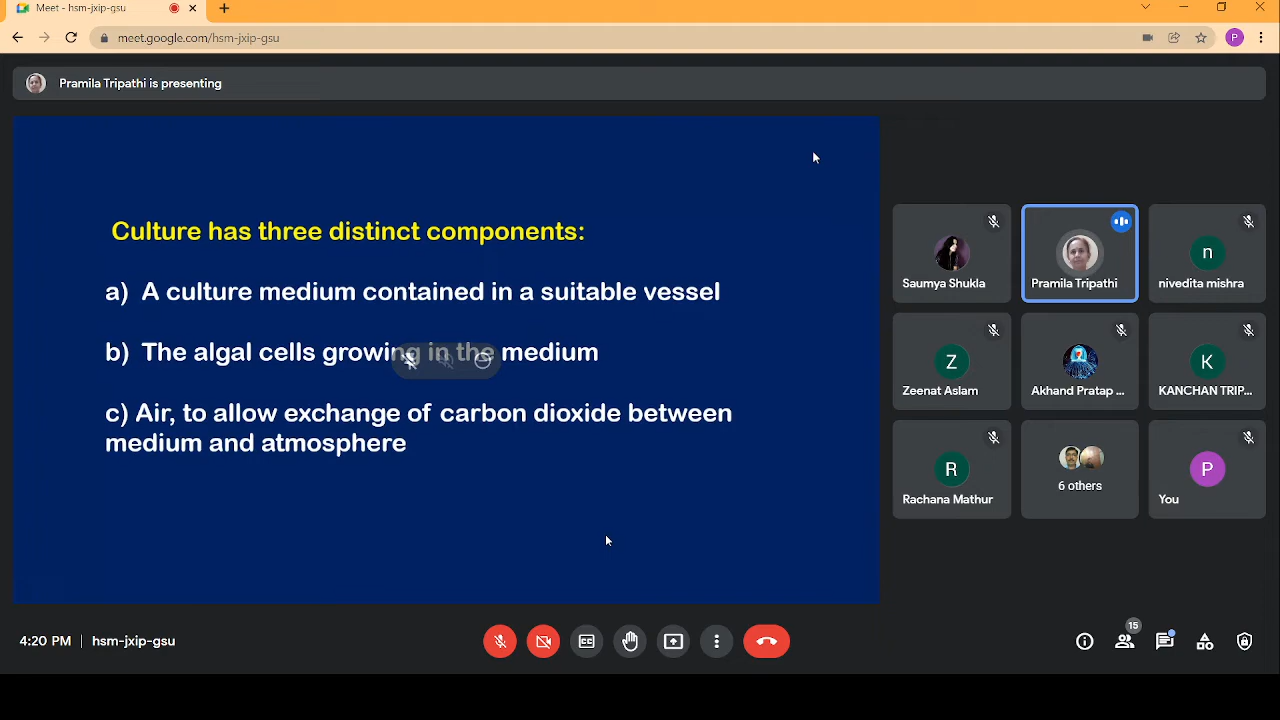 Meet - hsm-jxip-gsu
meet.google.com/hsm-jxip-gsu
P
Pramila Tripathi is presenting
Culture has three distinct components:
a) A culture medium contained in a suitable vessel
b) The algal cells growing in the medium
c) Air, to allow exchange of carbon dioxide between
medium and atmosphere
Saumya Shukla
Pramila Tripathi
n
nivedita mishra
Z
Zeenat Aslam
Akhand Pratap ...
K
KANCHAN TRIP...
R
Rachana Mathur
6 others
P
You
4:20 PM | hsm-jxip-gsu
15